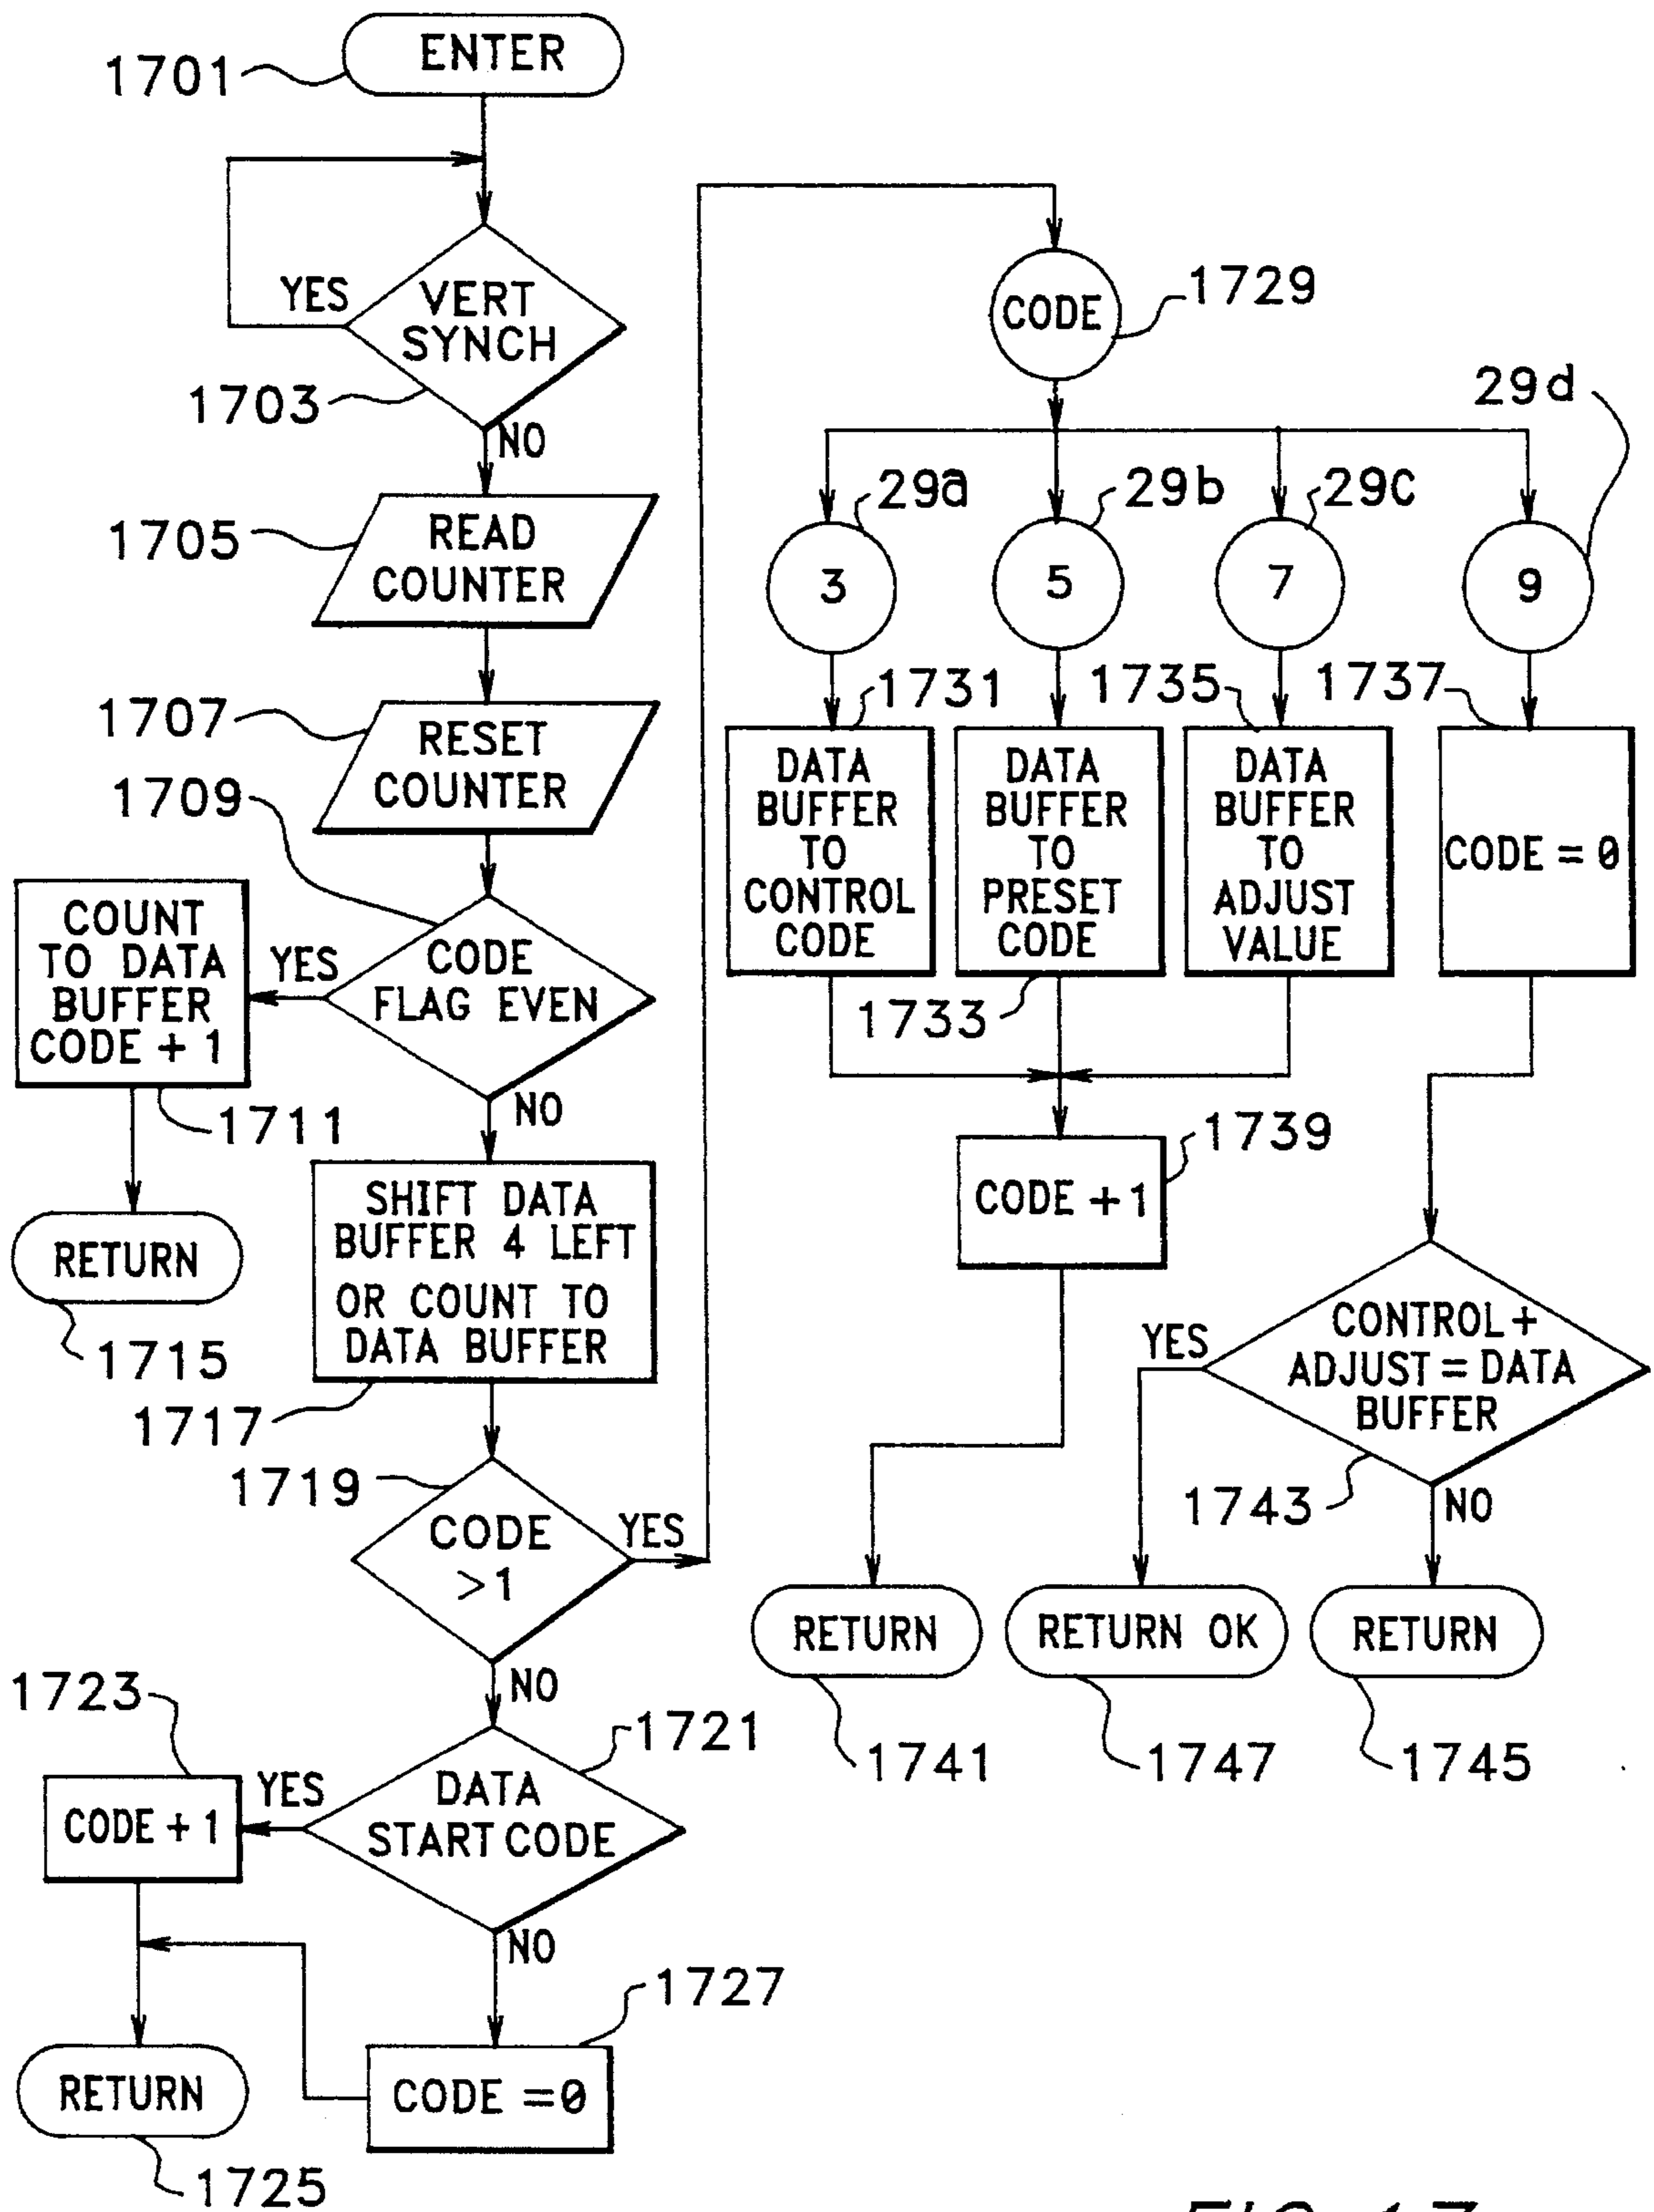 ENTER
1701
YES
VERT
SYNCH
1703
NO
READ
COUNTER
1705
1707
RESET
COUNTER
1709
COUNT
TO DATA
BUFFER
CODE + 1
YES
CODE
FLAG EVEN
1711
NO
RETURN
1715
SHIFT DATA
BUFFER 4 LEFT
OR COUNT TO
DATA BUFFER
1717
1719
CODE
>1
YES
NO
1723
1721
CODE + 1
YES
DATA
START CODE
NO
1727
RETURN
CODE =0
1725
CODE
1729
29a
29b
29c
29d
3
5
7
9
1731
1735
1737
DATA
BUFFER
TO
CONTROL
CODE
DATA
BUFFER
TO
PRESET
CODE
DATA
BUFFER
TO
ADJUST
VALUE
CODE = 0
1733
1739
CODE +1
YES
CONTROL+
ADJUST = DATA
BUFFER
1743
NO
RETURN
RETURN OK
RETURN
1741
1747
1745